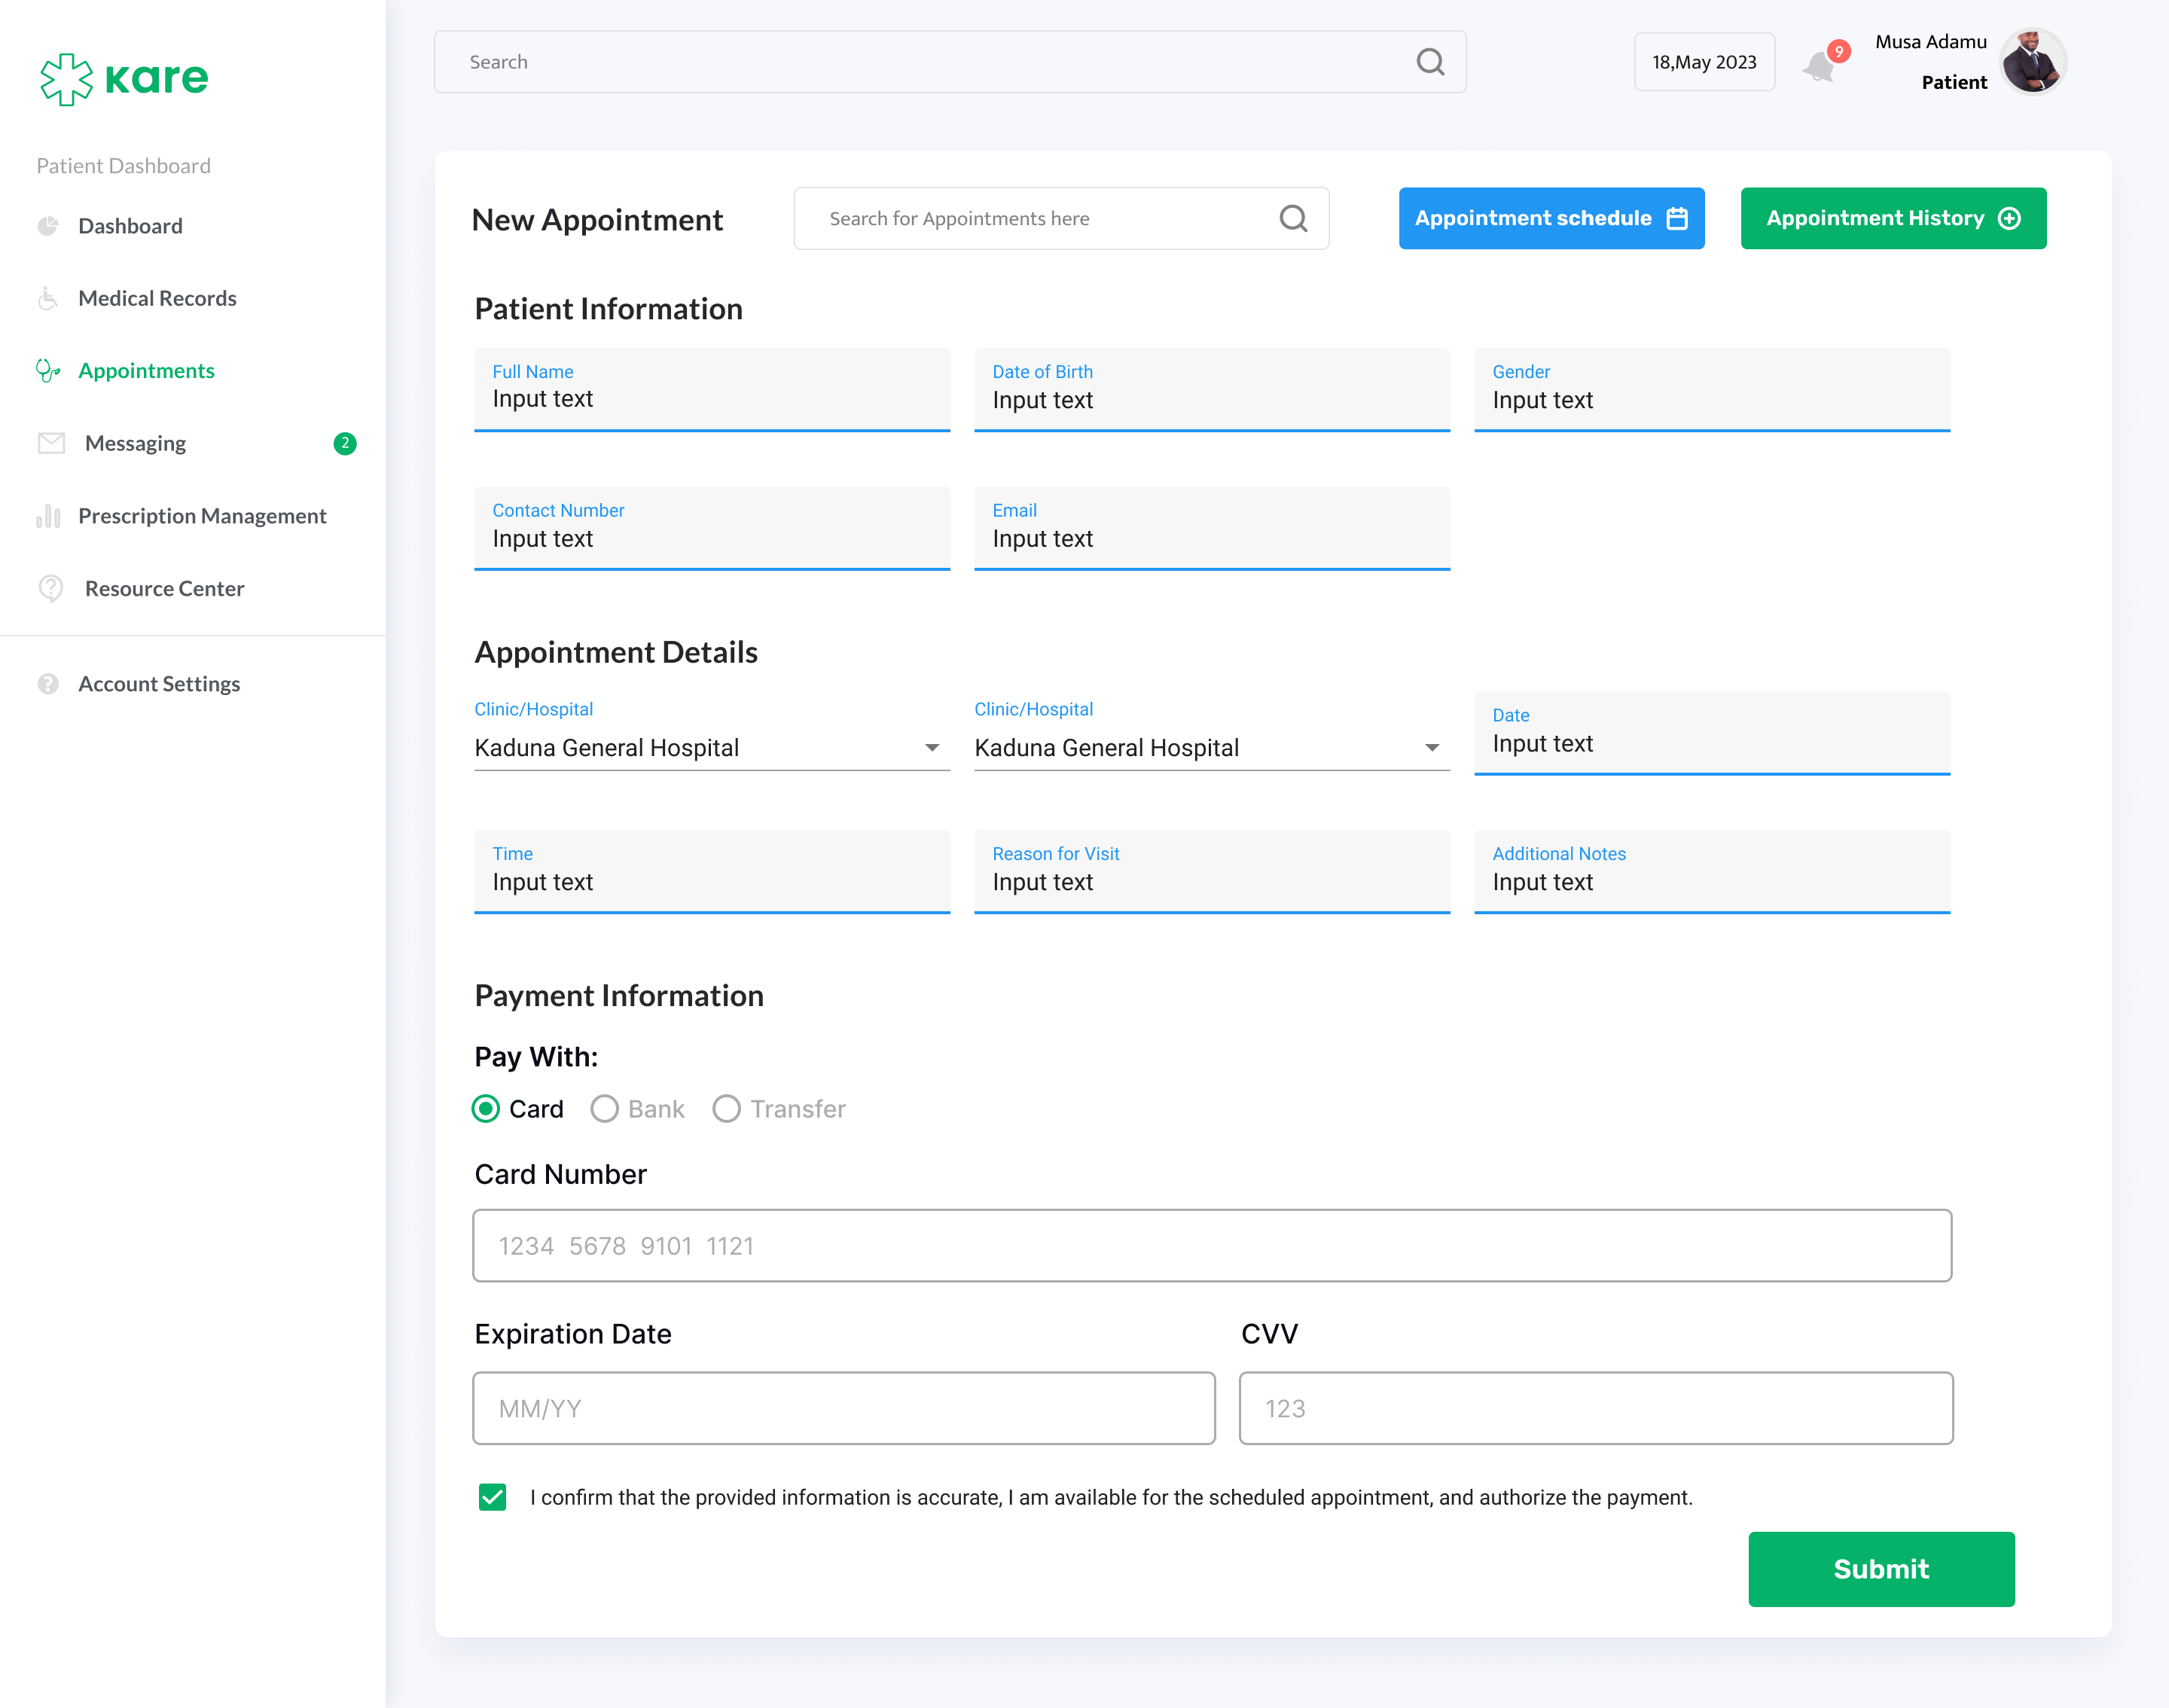 kare
Patient Dashboard
Dashboard
Medical Records
Appointments
Messaging
2
Prescription Management
Resource Center
Account Settings
Search
18,May 2023
9
Musa Adamu
Patient
New Appointment
Search for Appointments here
Appointment schedule
Appointment History
Patient Information
Full Name
Input text
Date of Birth
Input text
Gender
Input text
Contact Number
Input text
Email
Input text
Appointment Details
Clinic/Hospital
Kaduna General Hospital
Clinic/Hospital
Kaduna General Hospital
Date
Input text
Time
Input text
Reason for Visit
Input text
Additional Notes
Input text
Payment Information
Pay With:
Card
Bank
Transfer
Card Number
1234 5678 9101 1121
Expiration Date
MM/YY
CVV
123
I confirm that the provided information is accurate, I am available for the scheduled appointment, and authorize the payment.
Submit